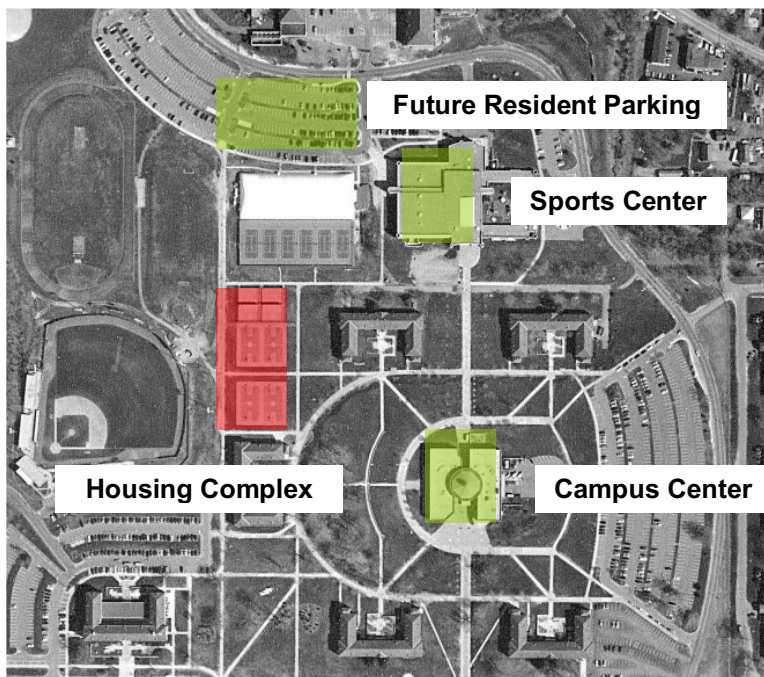 Future Resident Parking
Sports Center
Housing Complex
Campus Center